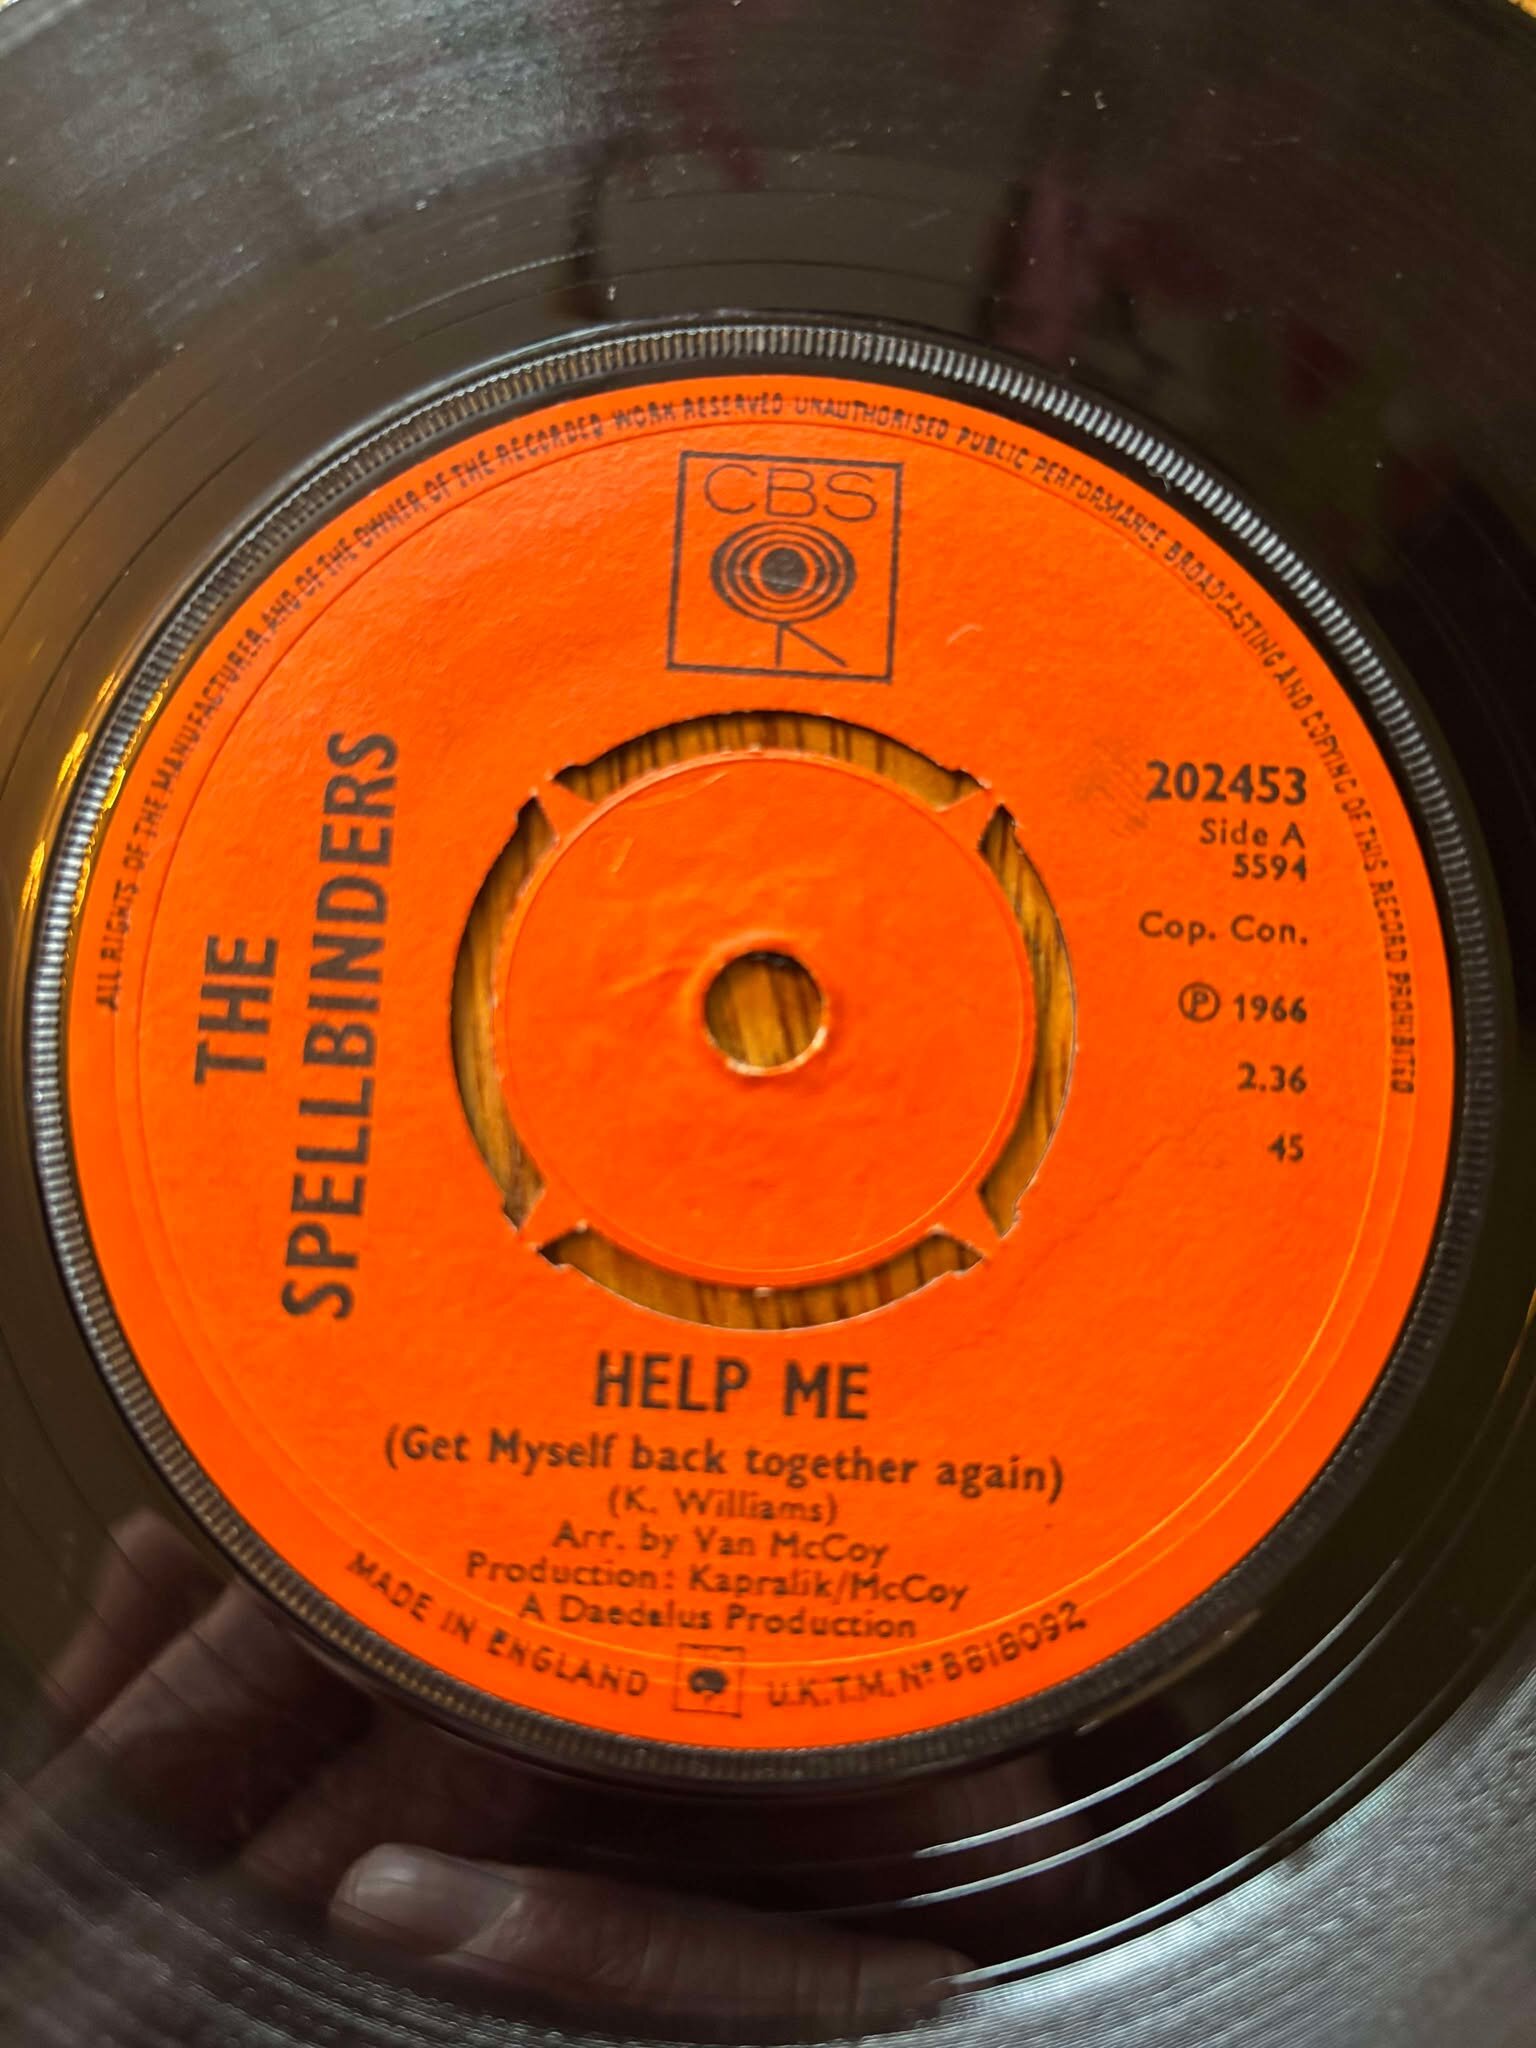 ALL RIGHTS OF THE MANUFACTURER AND OF THE OWNER OF THE RECORDED WORK RESERVED UNAUTHORISED PUBLIC PERFORMANCE BROADCASTING AND COPYING OF THIS RECORD PROHIBITED
CBS
THE
SPELLBINDERS
202453
Side A
5594
Cop. Con.
Ⓟ 1966
2.36
45
HELP ME
(Get Myself back together again)
(K. Williams)
Arr. by Van McCoy
Production: Kapralik/McCoy
A Daedalus Production
MADE IN ENGLAND U.K.T.M. Nº 8818092